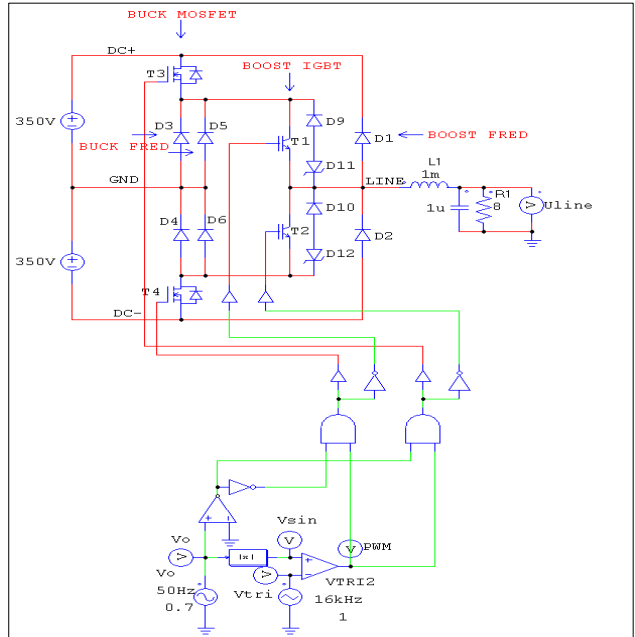 BUCK MOSFET
DC+
T3
BOOST IGBT
350V
D3
D5
D9
D1
BOOST FRED
BUCK FRED
T1
D11
L1
1m
GND
LINE
R1
D4
D6
D10
1u
8
V
Uline
T2
D2
D12
350V
T4
DC-
Vsin
V
V
PWM
Vo
V
|x|
V
VTRI2
Vo
50Hz
0.7
Vtri
16kHz
1